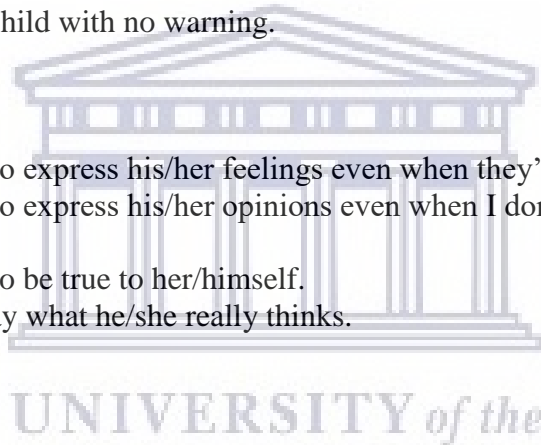 hild with no warning.
o express his/her feelings even when they’
o express his/her opinions even when I don
o be true to her/himself.
y what he/she really thinks.
UNIVERSITY of the